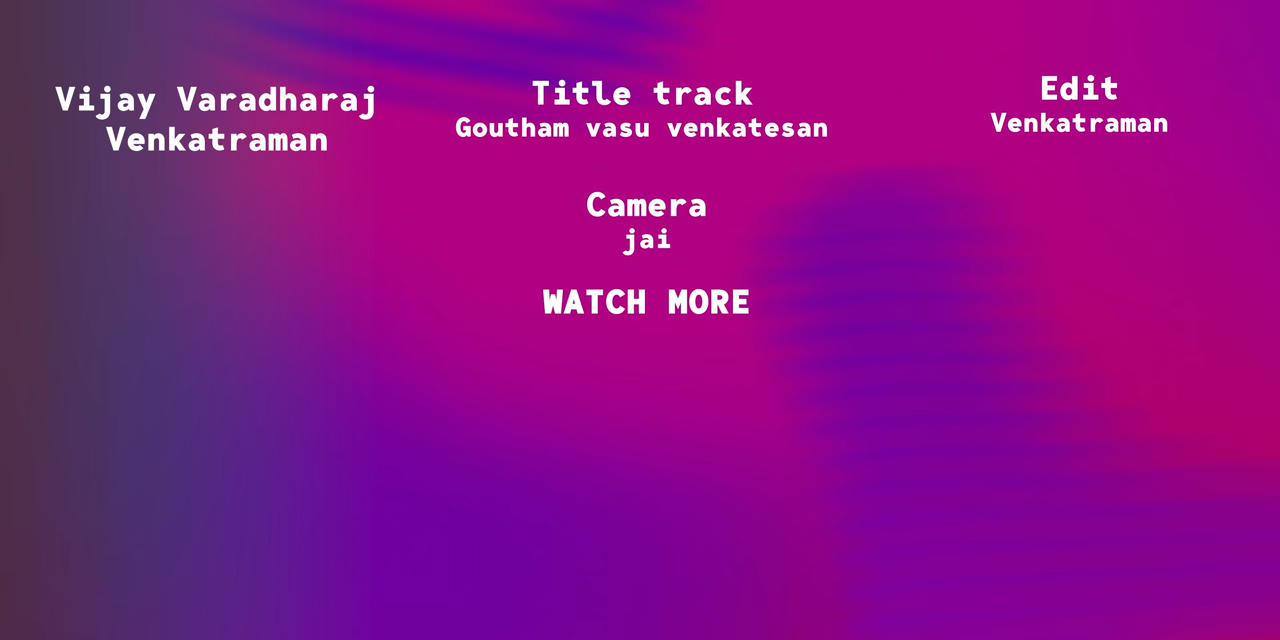 Vijay Varadharaj
Venkatraman
Title track
Goutham vasu venkatesan
Edit
Venkatraman
Camera
jai
WATCH MORE